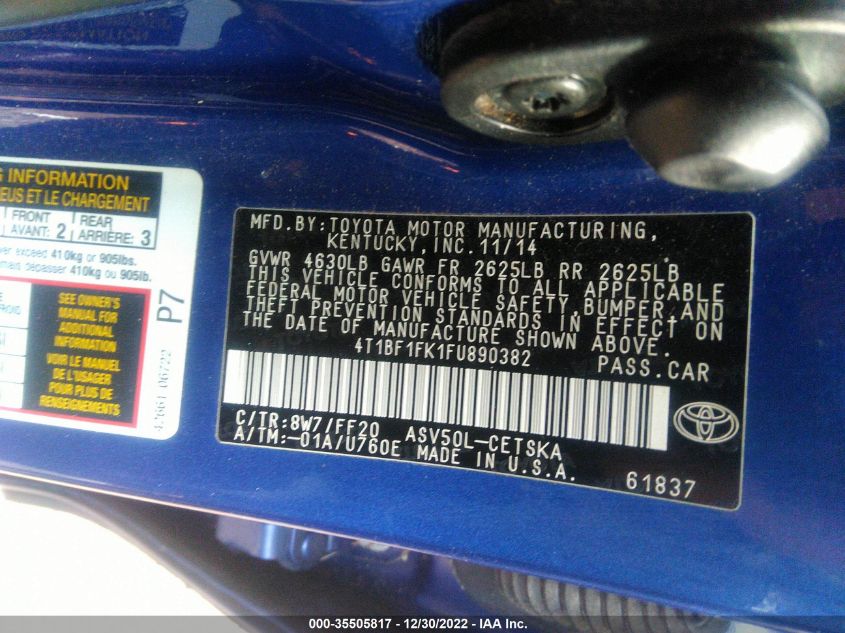 G INFORMATION
EUS ET LE CHARGEMENT
FRONT REAR
AVANT: 2 ARRIÈRE: 3
ver exceed 410kg or 905lbs.
mais dépasser 410kg ou 905lbs.
SEE OWNER'S
MANUAL FOR
ADDITIONAL
INFORMATION
VOIR LE MANUEL
DE L'USAGER
POUR PLUS DE
RENSEIGNEMENTS
P7
42661 06722
MFD.BY:TOYOTA MOTOR MANUFACTURING,
KENTUCKY, INC. 11/14
GVWR 4630LB GAWR FR 2625LB RR 2625LB
THIS VEHICLE CONFORMS TO ALL APPLICABLE
FEDERAL MOTOR VEHICLE SAFETY, BUMPER, AND
THEFT PREVENTION STANDARDS IN EFFECT ON
THE DATE OF MANUFACTURE SHOWN ABOVE.
4T1BF1FK1FU890382 PASS.CAR
C/TR:8W7/FF20 ASV50L-CETSKA
A/TM:-01A/U760E MADE IN U.S.A.
61837
000-35505817 - 12/30/2022 - IAA Inc.